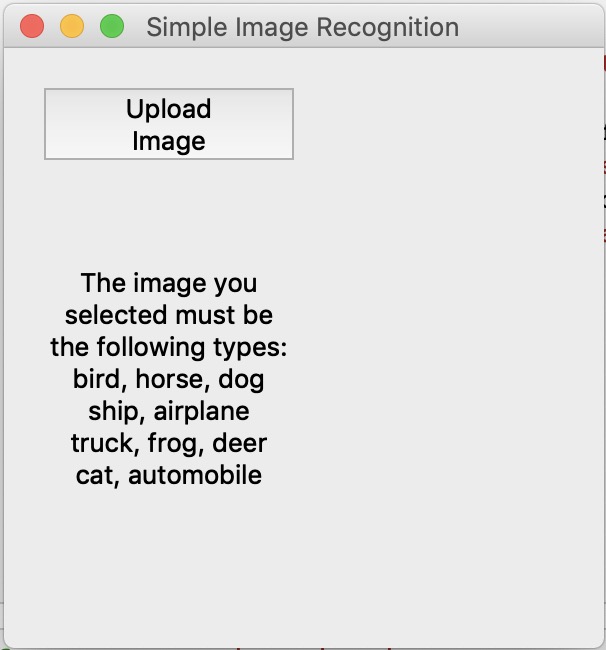 Simple Image Recognition
Upload
Image
The image you
selected must be
the following types:
bird, horse, dog
ship, airplane
truck, frog, deer
cat, automobile